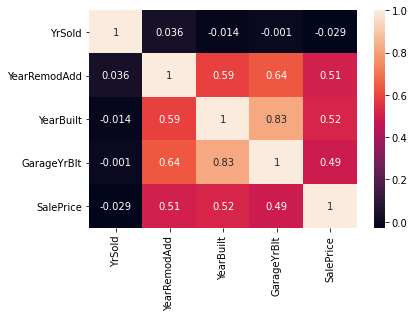 YrSold 1 0.036 -0.014 -0.001 -0.029
YearRemodAdd 0.036 1 0.59 0.64 0.51
YearBuilt -0.014 0.59 1 0.83 0.52
GarageYrBlt -0.001 0.64 0.83 1 0.49
SalePrice -0.029 0.51 0.52 0.49 1
YrSold
YearRemodAdd
YearBuilt
GarageYrBlt
SalePrice
1.0
0.8
0.6
0.4
0.2
0.0